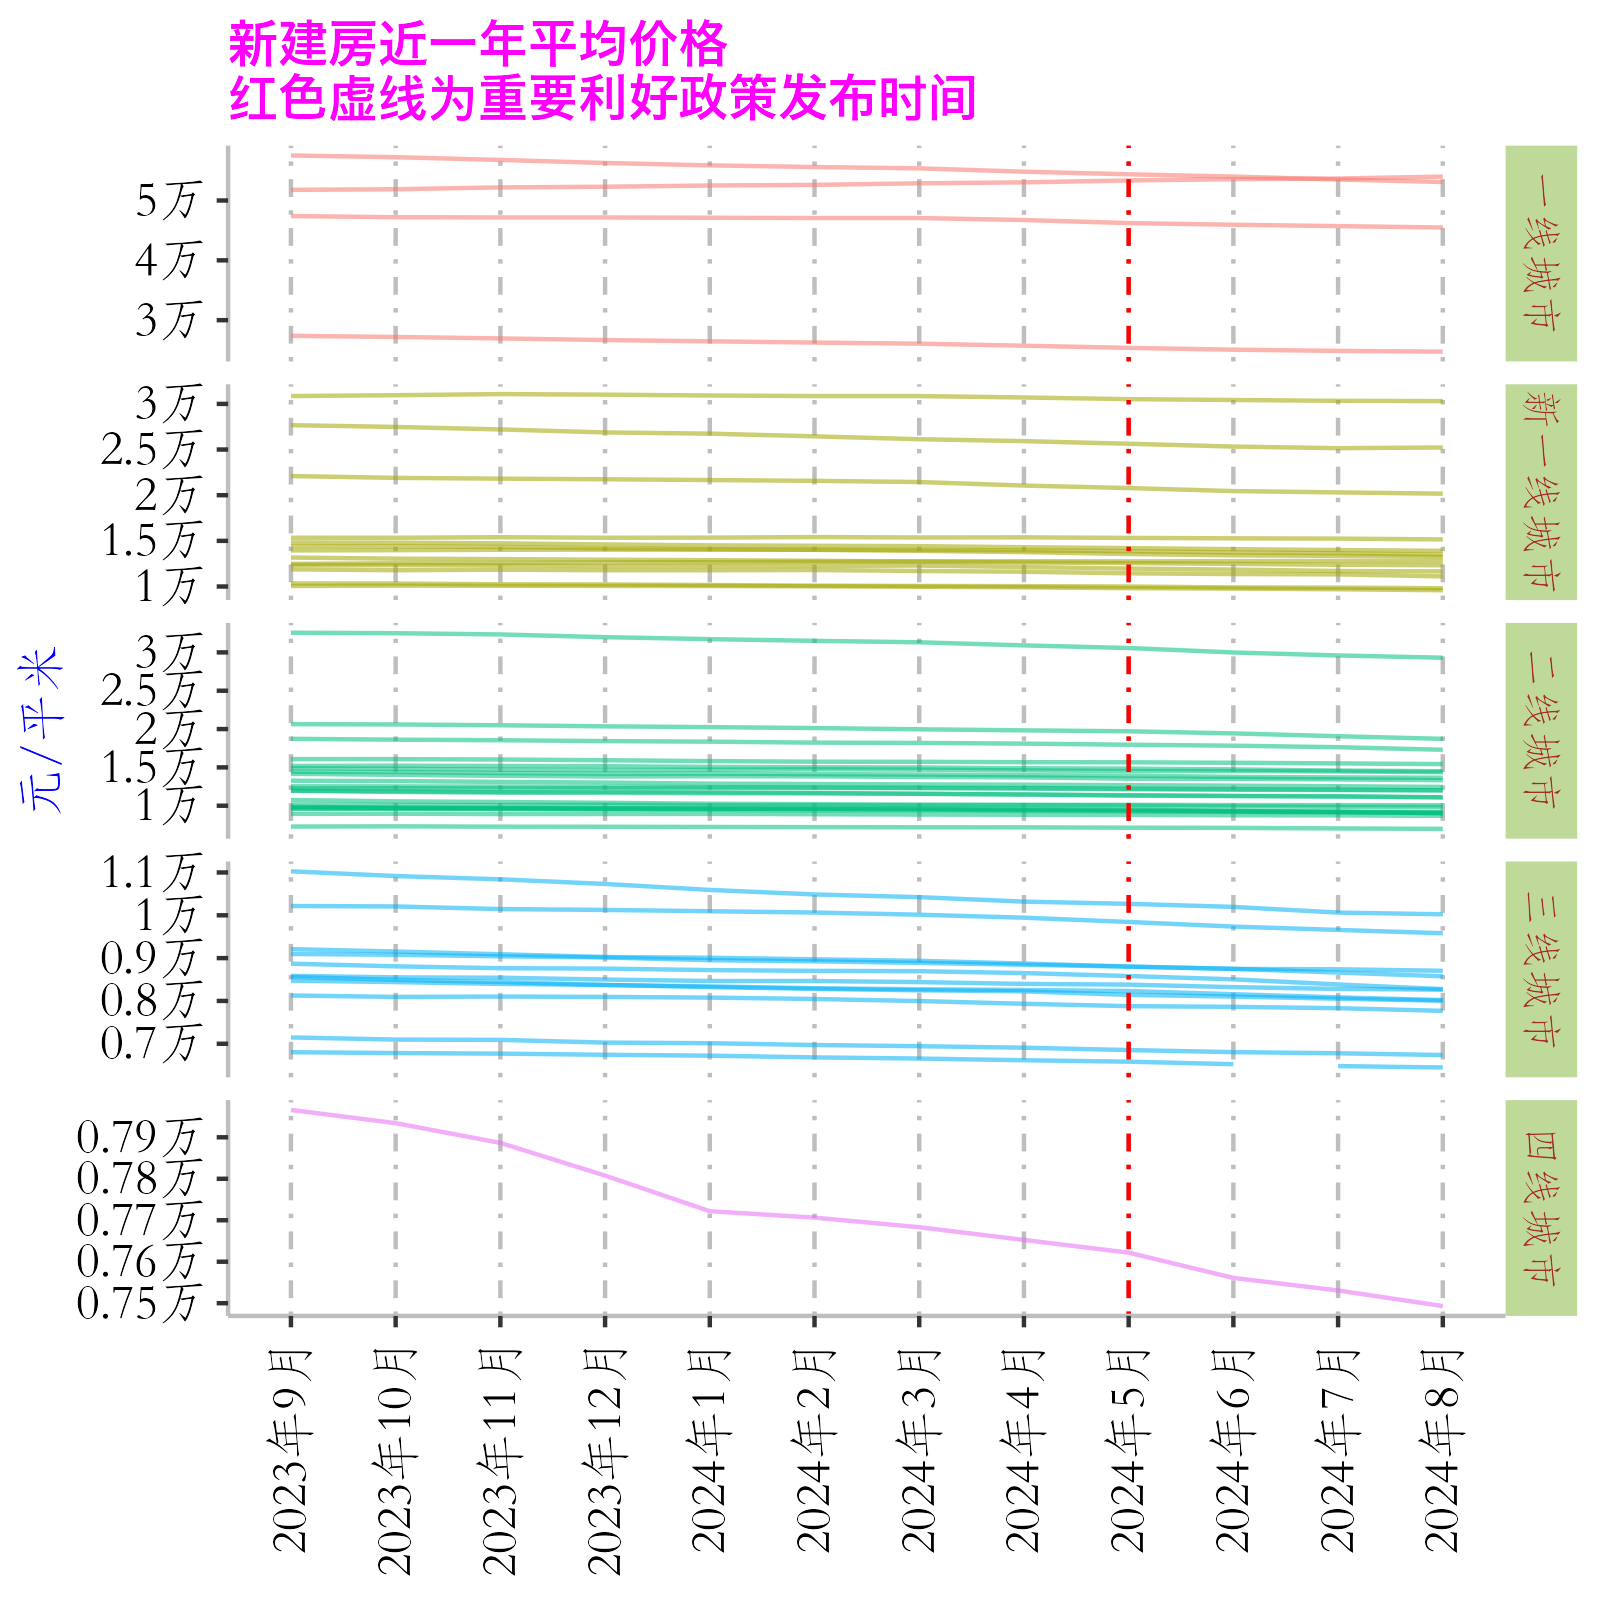 新建房近一年平均价格
红色虚线为重要利好政策发布时间
5万
4万
3万
一线城市
3万
2.5万
2万
1.5万
1万
新一线城市
3万
2.5万
2万
1.5万
1万
二线城市
元/平米
1.1万
1万
0.9万
0.8万
0.7万
三线城市
0.79万
0.78万
0.77万
0.76万
0.75万
四线城市
2023年9月
2023年10月
2023年11月
2023年12月
2024年1月
2024年2月
2024年3月
2024年4月
2024年5月
2024年6月
2024年7月
2024年8月